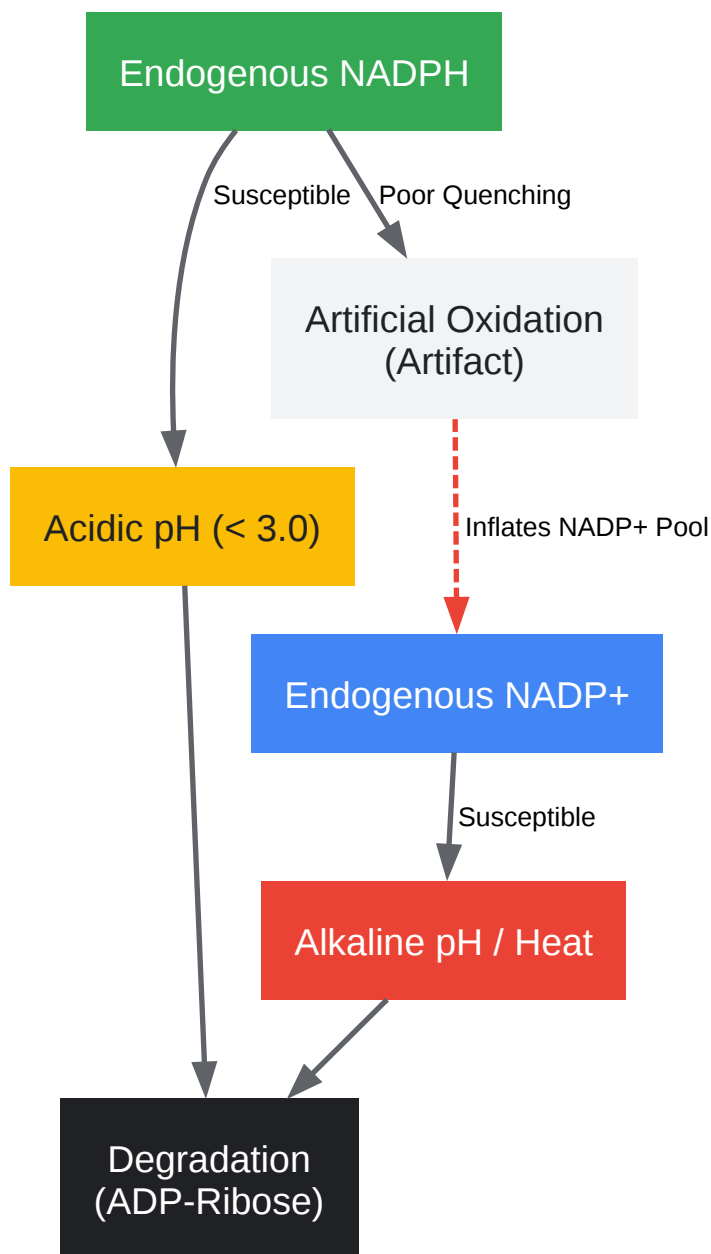 Endogenous NADPH
Susceptible
Poor Quenching
Artificial Oxidation
(Artifact)
Acidic pH (< 3.0)
Inflates NADP+ Pool
Endogenous NADP+
Susceptible
Alkaline pH / Heat
Degradation
(ADP-Ribose)